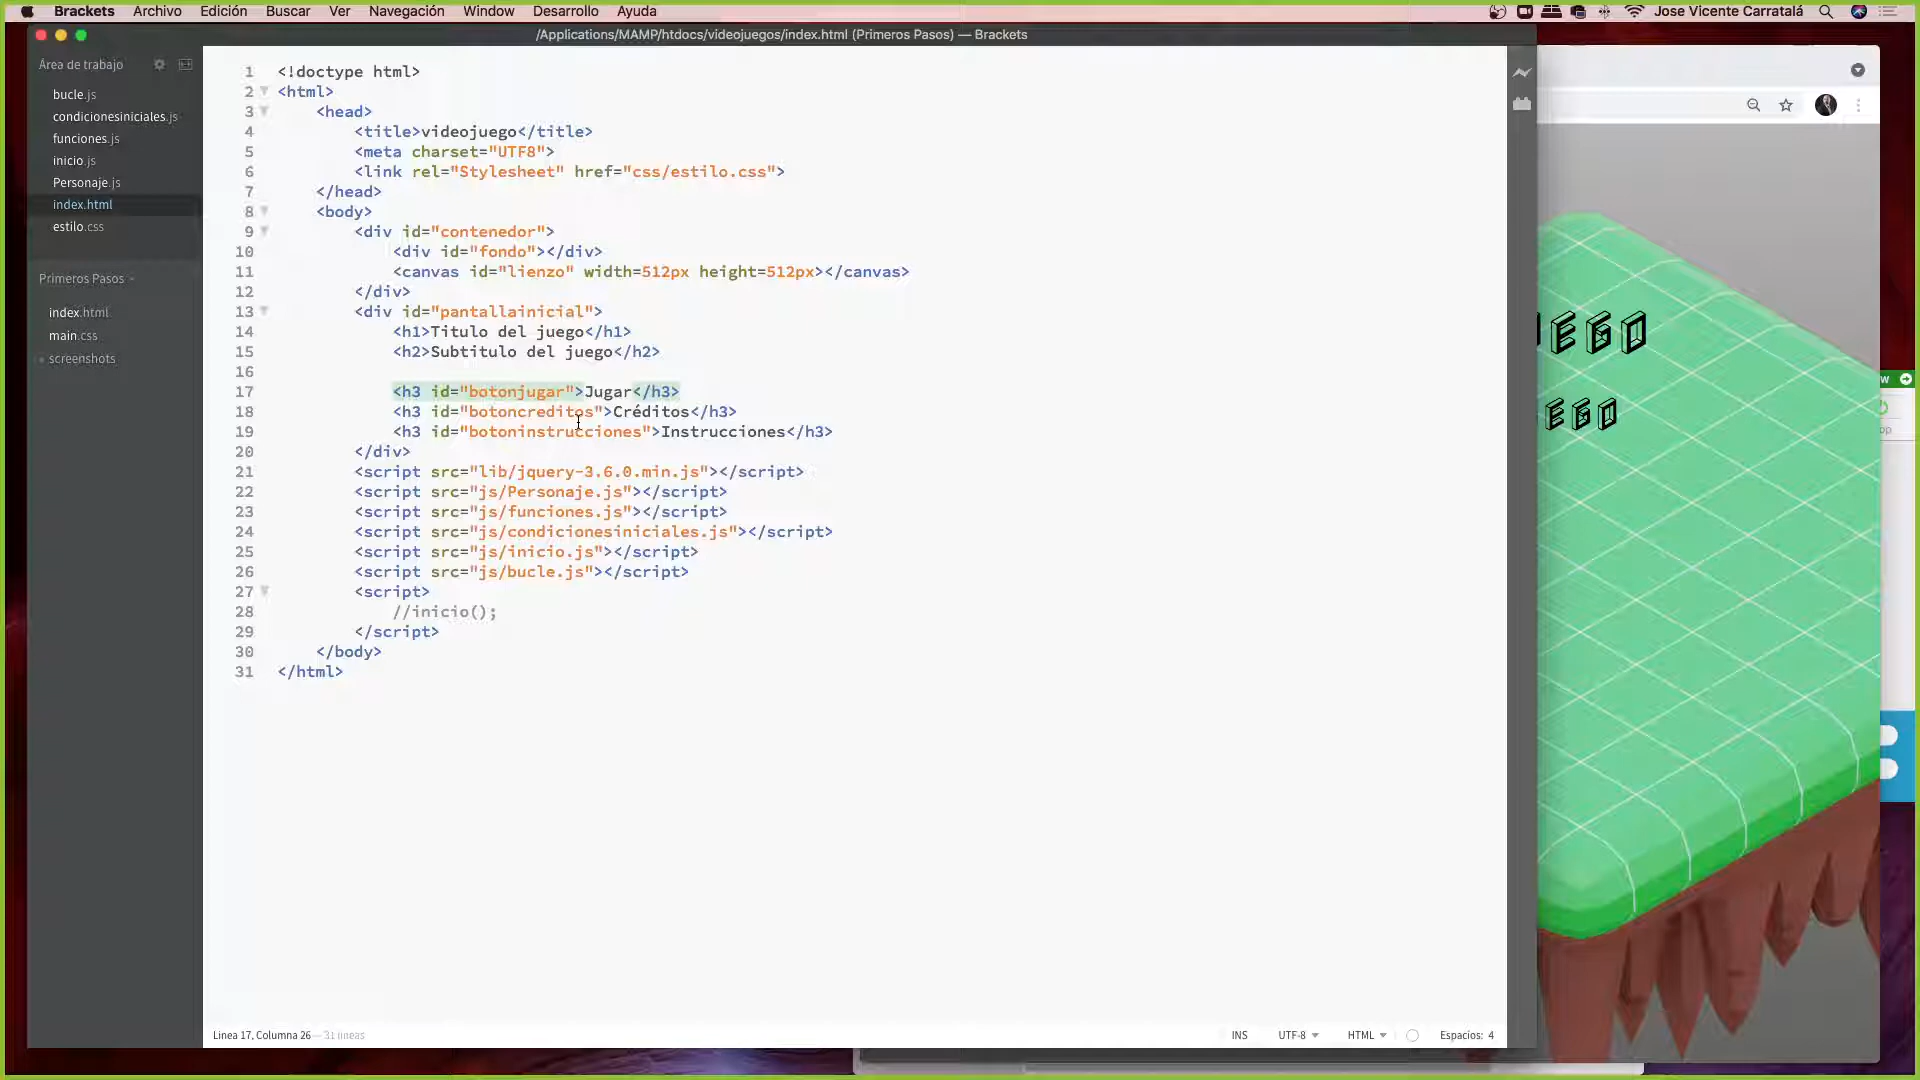 Brackets Archivo Edición Buscar Ver Navegación Window Desarrollo Ayuda Jose Vicente Carratalá
/Applications/MAMP/htdocs/videojuegos/index.html (Primeros Pasos) — Brackets
Área de trabajo
bucle.js
condicionesiniciales.js
funciones.js
inicio.js
Personaje.js
index.html
estilo.css
Primeros Pasos
index.html
main.css
screenshots
1 <!doctype html>
2 <html>
3 <head>
4 <title>videojuego</title>
5 <meta charset="UTF8">
6 <link rel="Stylesheet" href="css/estilo.css">
7 </head>
8 <body>
9 <div id="contenedor">
10 <div id="fondo"></div>
11 <canvas id="lienzo" width=512px height=512px></canvas>
12 </div>
13 <div id="pantallainicial">
14 <h1>Titulo del juego</h1>
15 <h2>Subtitulo del juego</h2>
16
17 <h3 id="botonjugar">Jugar</h3>
18 <h3 id="botoncreditos">Créditos</h3>
19 <h3 id="botoninstrucciones">Instrucciones</h3>
20 </div>
21 <script src="lib/jquery-3.6.0.min.js"></script>
22 <script src="js/Personaje.js"></script>
23 <script src="js/funciones.js"></script>
24 <script src="js/condicionesiniciales.js"></script>
25 <script src="js/inicio.js"></script>
26 <script src="js/bucle.js"></script>
27 <script>
28 //inicio();
29 </script>
30 </body>
31 </html>
EGO
EGO
Línea 17, Columna 26 — 31 líneas
INS UTF-8 HTML Espacios: 4